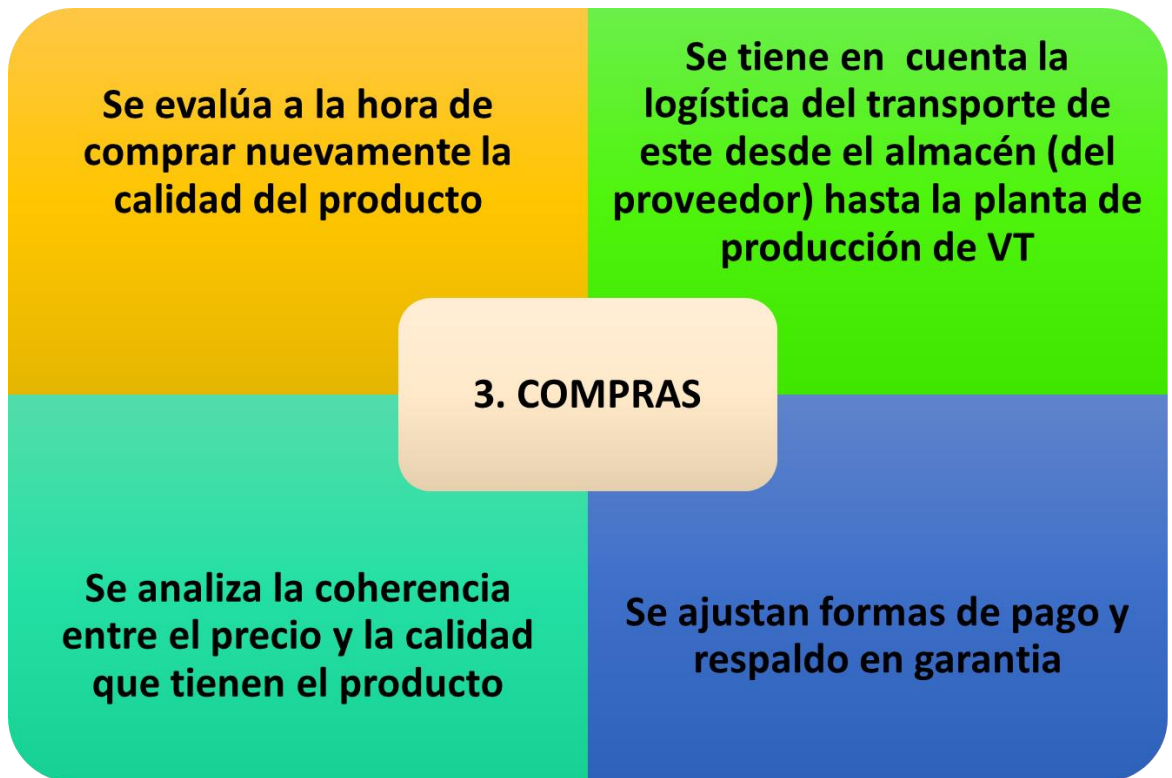 Se evalúa a la hora de
comprar nuevamente la
calidad del producto
Se tiene en  cuenta la
logística del transporte de
este desde el almacén (del
proveedor) hasta la planta de
producción de VT
3. COMPRAS
Se analiza la coherencia
entre el precio y la calidad
que tienen el producto
Se ajustan formas de pago y
respaldo en garantia